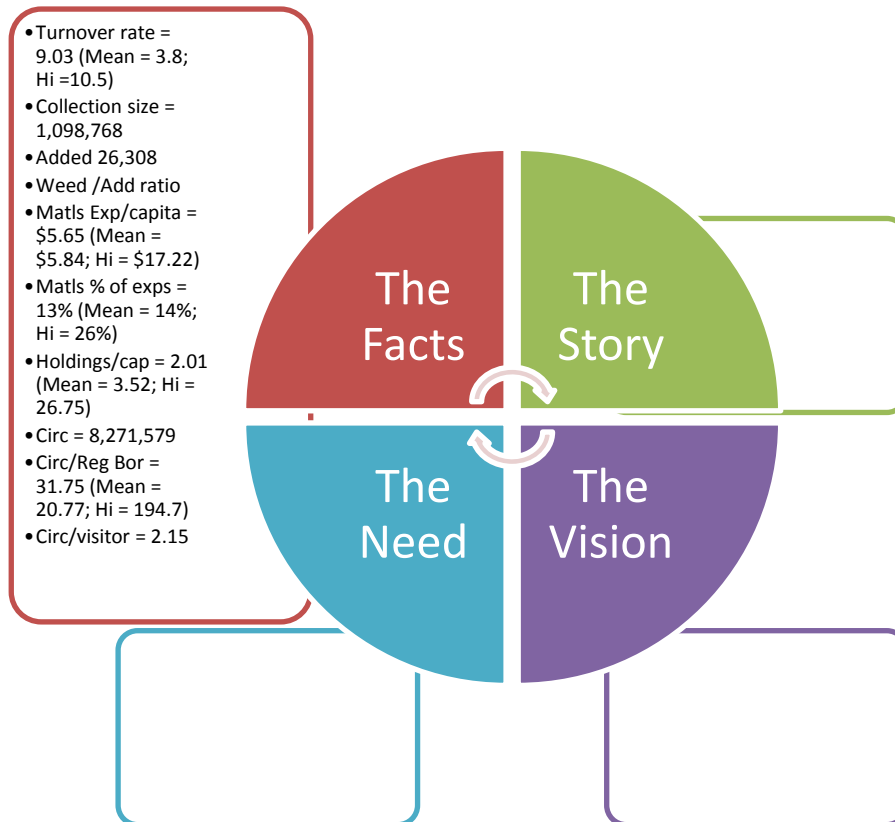 •Turnover rate =
9.03 (Mean = 3.8;
Hi =10.5)
•Collection size =
1,098,768
•Added 26,308
•Weed /Add ratio
•Matls Exp/capita =
$5.65 (Mean =
$5.84; Hi = $17.22)
•Matls % of exps =
13% (Mean = 14%;
Hi = 26%)
•Holdings/cap = 2.01
(Mean = 3.52; Hi =
26.75)
•Circ = 8,271,579
•Circ/Reg Bor =
31.75 (Mean =
20.77; Hi = 194.7)
•Circ/visitor = 2.15
The
Facts
The
Story
The
Need
The
Vision